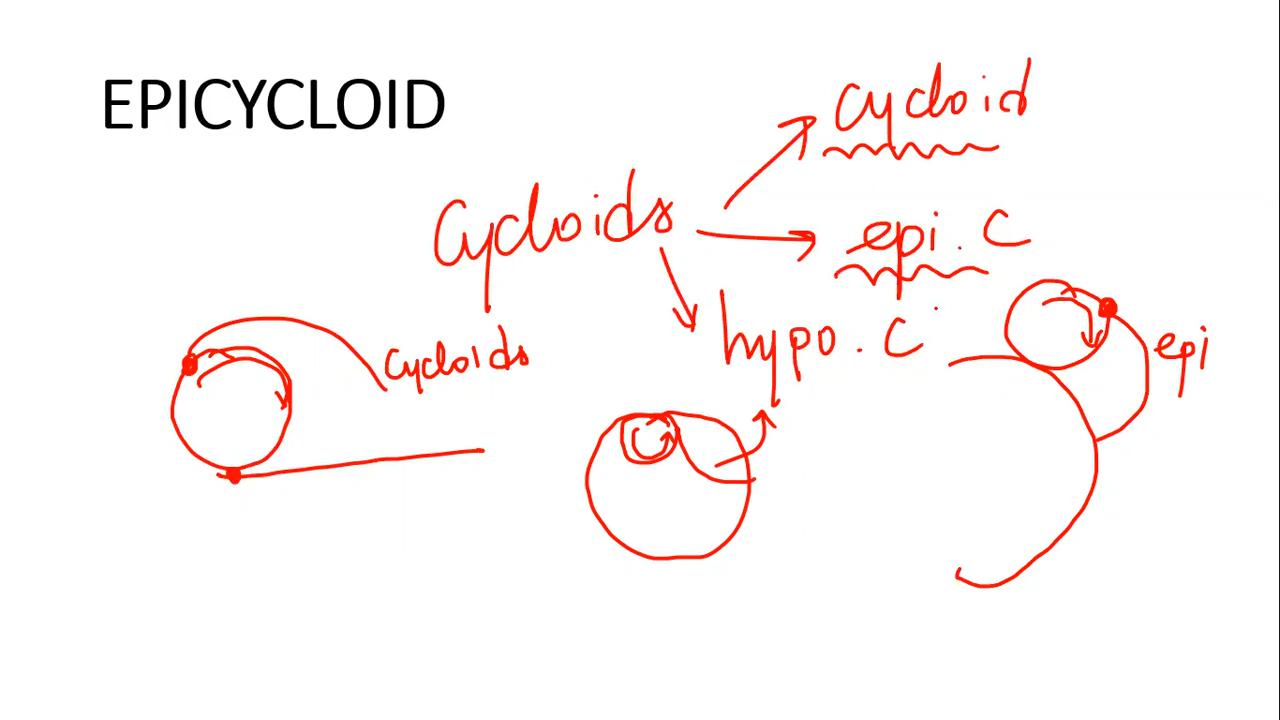 EPICYCLOID
cycloid
Cycloids
epi. C
hypo. C
Cycloids
epi